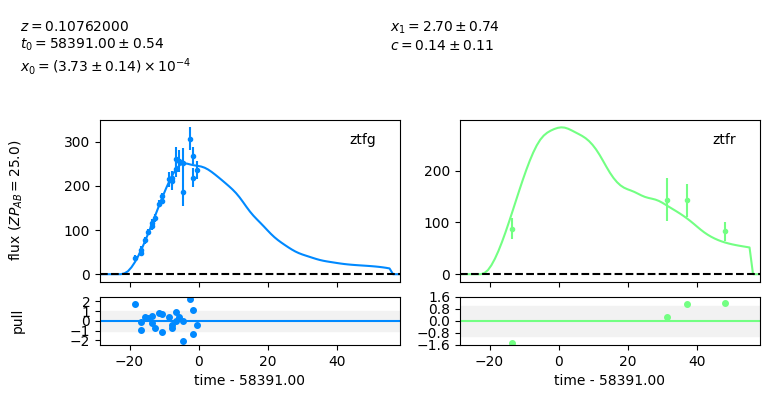 z = 0.10762000
t₀ = 58391.00 ± 0.54
x₀ = (3.73 ± 0.14) × 10⁻⁴
x₁ = 2.70 ± 0.74
c = 0.14 ± 0.11
flux (ZP_AB = 25.0)
300
200
100
0
ztfg
200
100
0
ztfr
pull
2
1
0
−1
−2
1.6
0.8
0.0
−0.8
−1.6
−20 0 20 40
−20 0 20 40
time - 58391.00
time - 58391.00